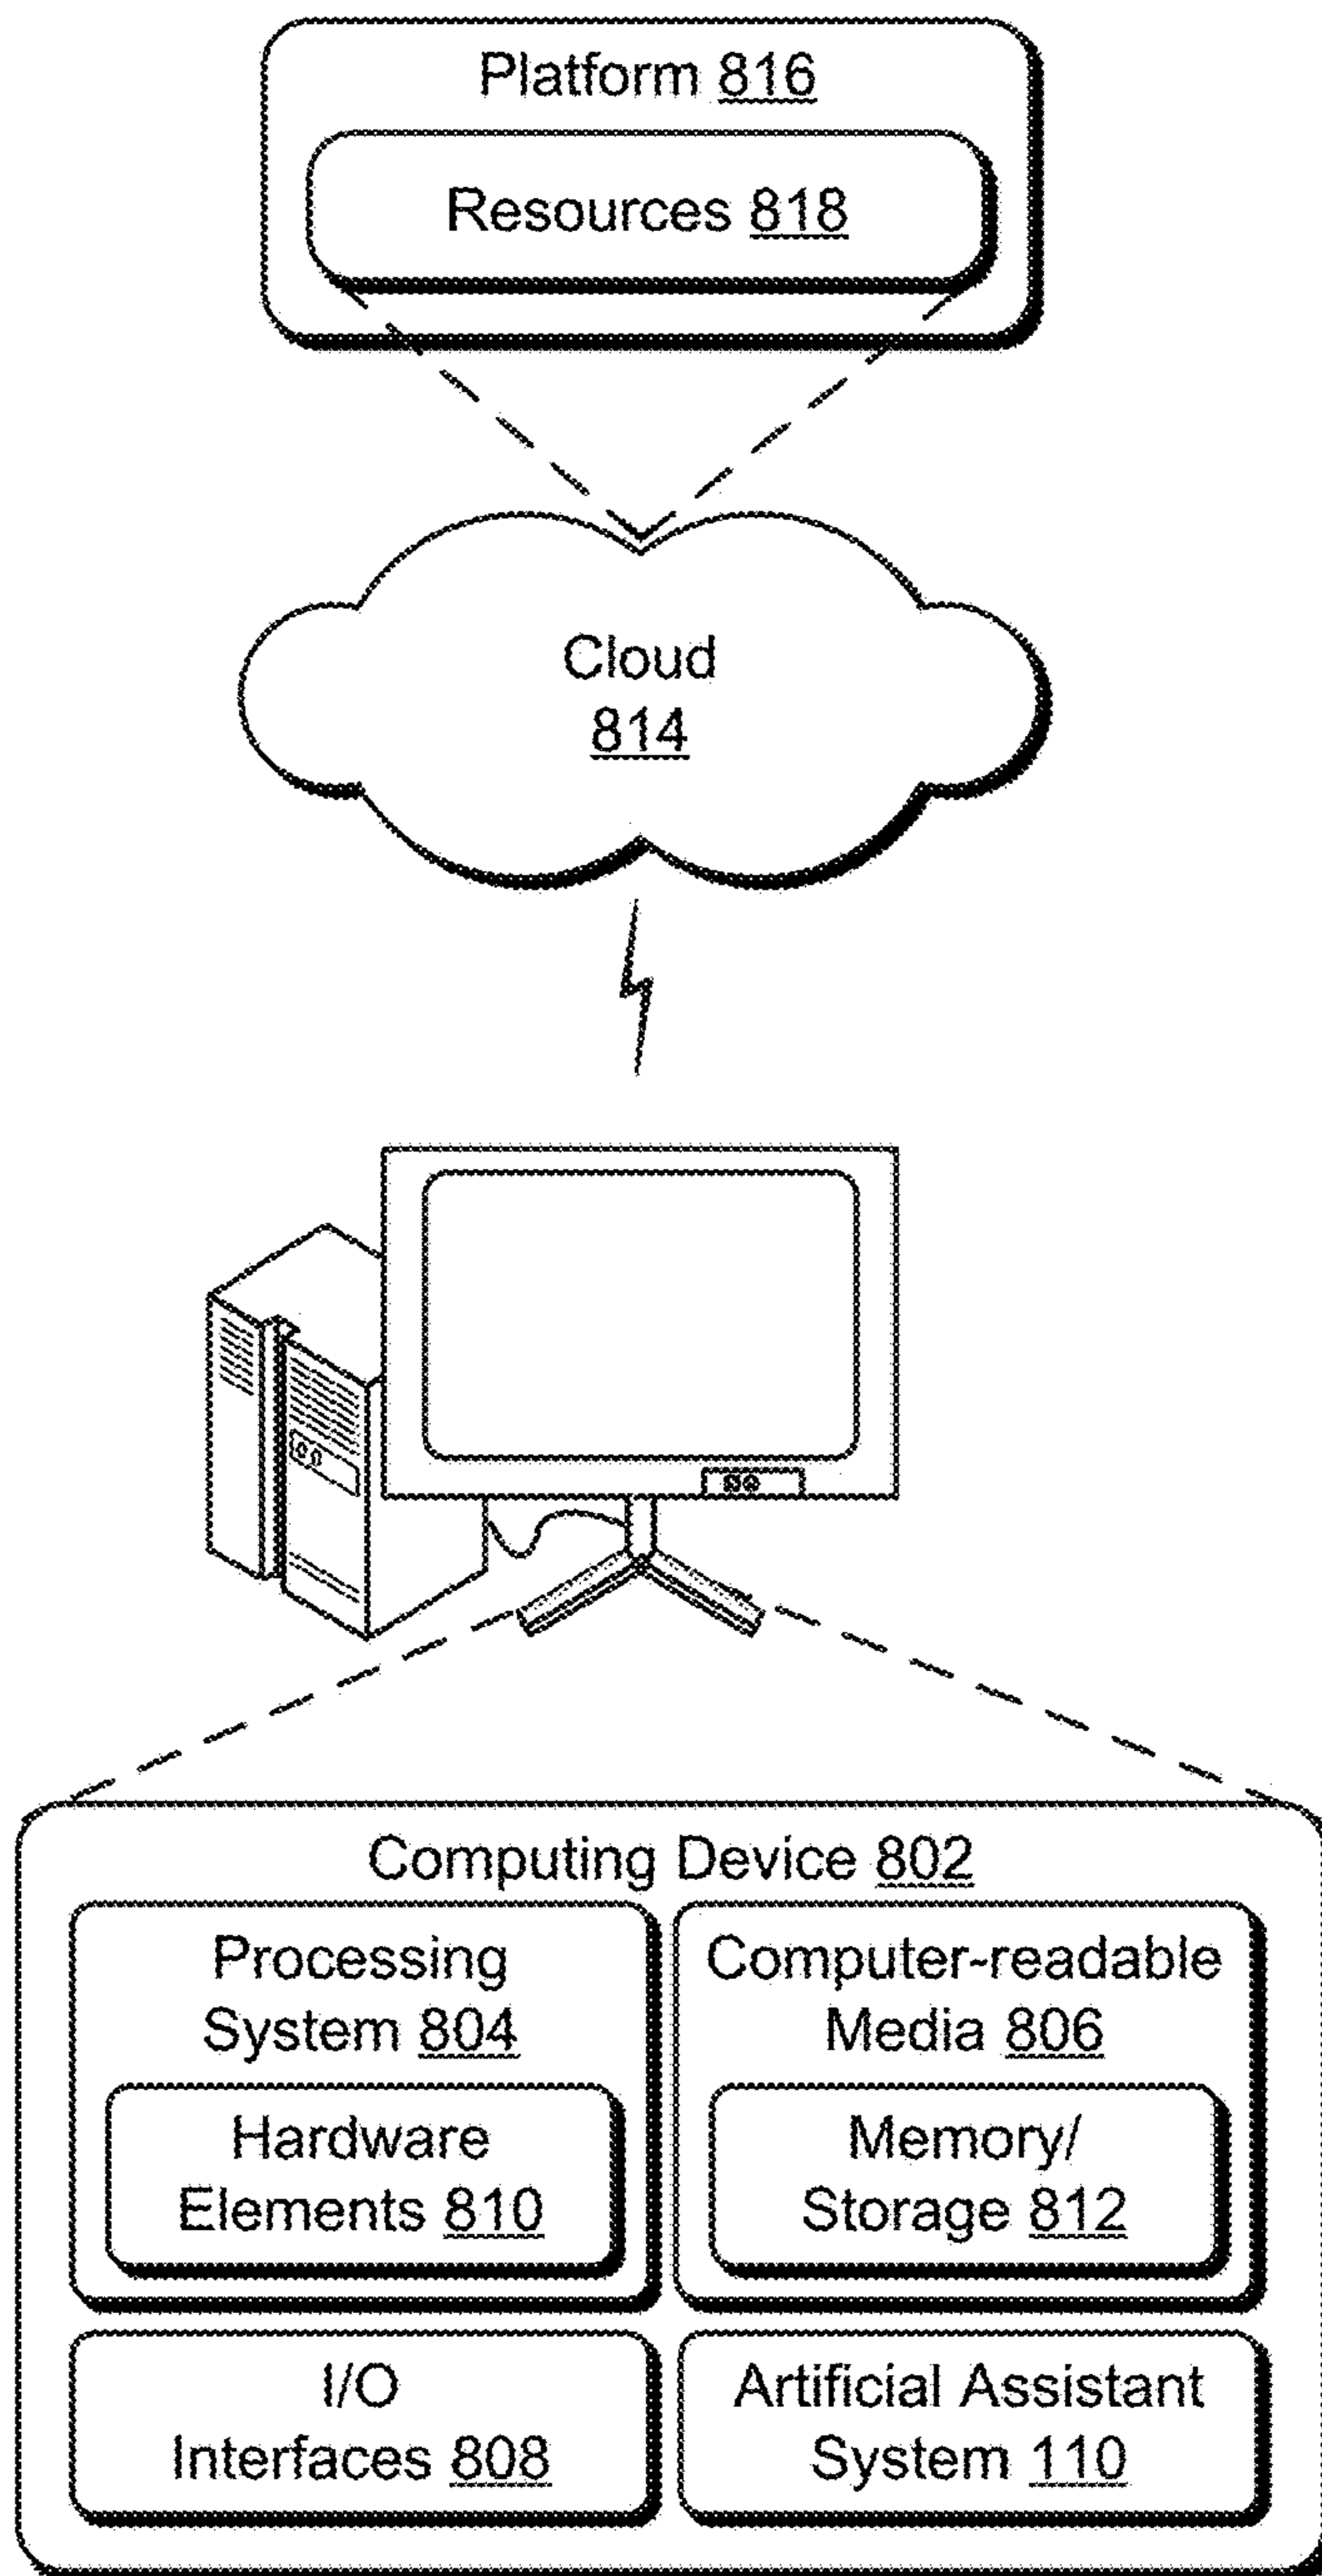 Platform 816
Resources 818
Cloud
814
Computing Device 802
Processing
System 804
Hardware
Elements 810
Computer-readable
Media 806
Memory/
Storage 812
I/O
Interfaces 808
Artificial Assistant
System 110